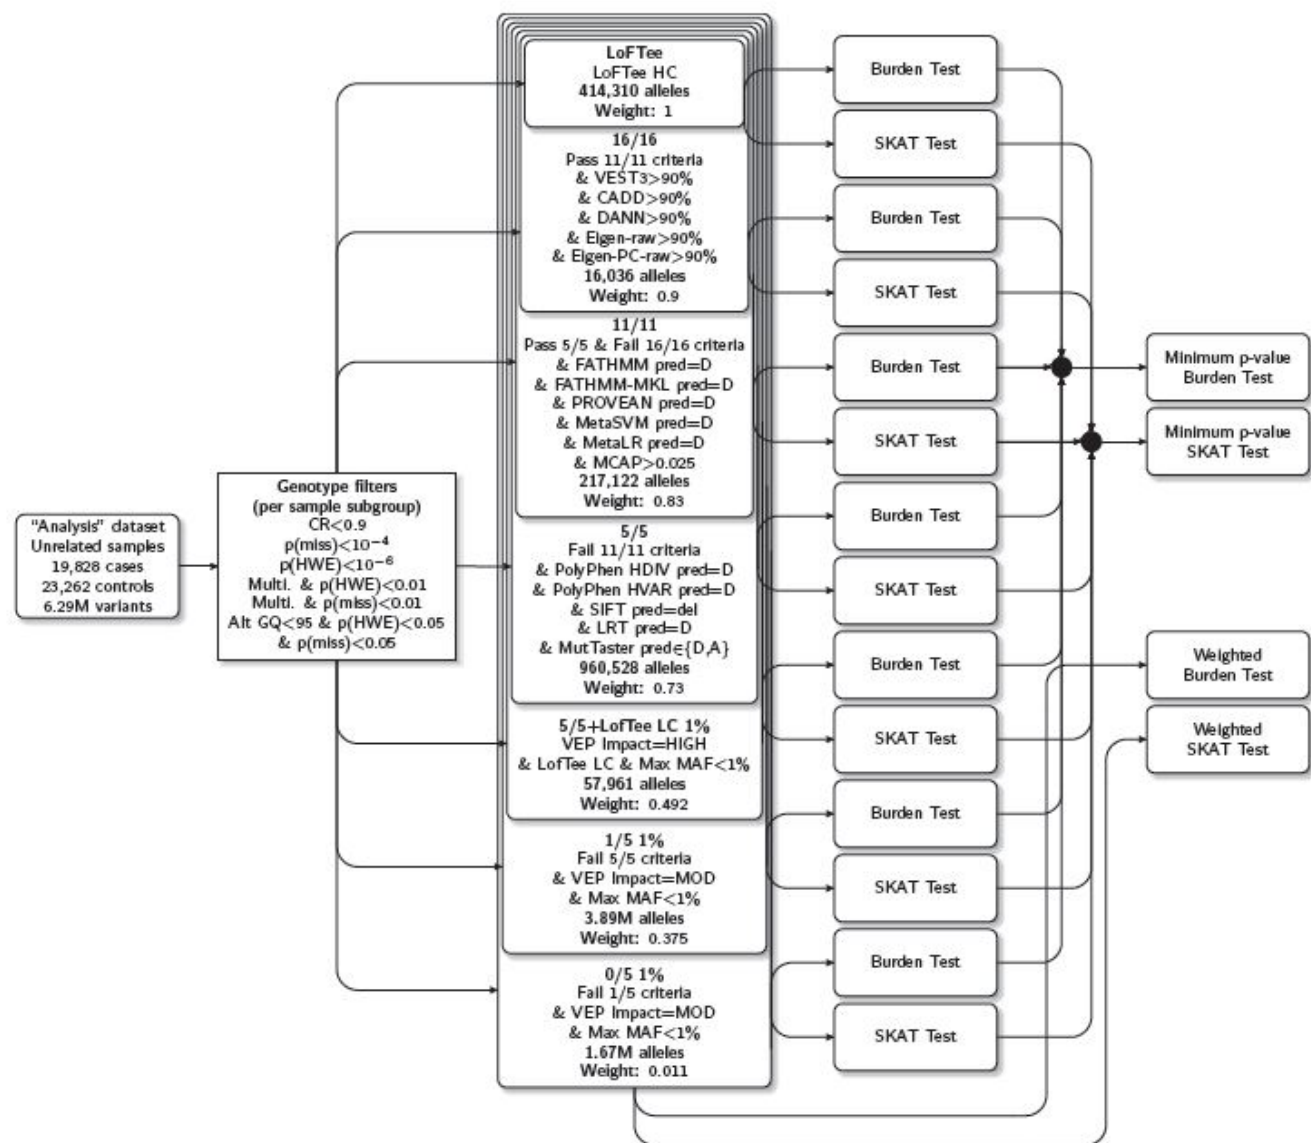 "Analysis" dataset
Unrelated samples
19,828 cases
23,262 controls
6.29M variants
Genotype filters
(per sample subgroup)
CR<0.9
p(miss)<10⁻⁴
p(HWE)<10⁻⁶
Multi. & p(HWE)<0.01
Multi. & p(miss)<0.01
Alt GQ<95 & p(HWE)<0.05
& p(miss)<0.05
LoFTee
LoFTee HC
414,310 alleles
Weight: 1
16/16
Pass 11/11 criteria
& VEST3>90%
& CADD>90%
& DANN>90%
& Eigen-raw>90%
& Eigen-PC-raw>90%
16,036 alleles
Weight: 0.9
11/11
Pass 5/5 & Fail 16/16 criteria
& FATHMM pred=D
& FATHMM-MKL pred=D
& PROVEAN pred=D
& MetaSVM pred=D
& MetaLR pred=D
& MCAP>0.025
217,122 alleles
Weight: 0.83
5/5
Fail 11/11 criteria
& PolyPhen HDIV pred=D
& PolyPhen HVAR pred=D
& SIFT pred=del
& LRT pred=D
& MutTaster pred∈{D,A}
960,528 alleles
Weight: 0.73
5/5+LofTee LC 1%
VEP Impact=HIGH
& LofTee LC & Max MAF<1%
57,961 alleles
Weight: 0.492
1/5 1%
Fail 5/5 criteria
& VEP Impact=MOD
& Max MAF<1%
3.89M alleles
Weight: 0.375
0/5 1%
Fail 1/5 criteria
& VEP Impact=MOD
& Max MAF<1%
1.67M alleles
Weight: 0.011
Burden Test
SKAT Test
Burden Test
SKAT Test
Burden Test
SKAT Test
Burden Test
SKAT Test
Burden Test
SKAT Test
Burden Test
SKAT Test
Burden Test
SKAT Test
Minimum p-value
Burden Test
Minimum p-value
SKAT Test
Weighted
Burden Test
Weighted
SKAT Test